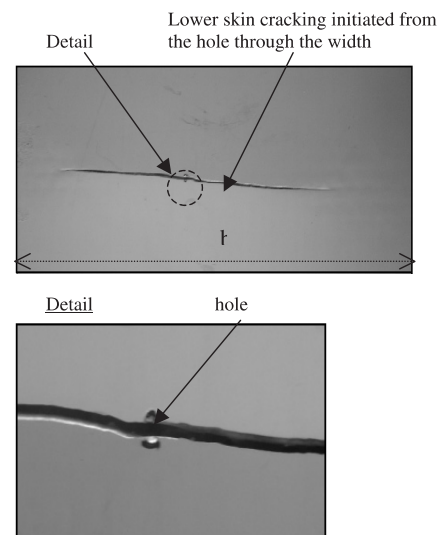 Lower skin cracking initiated from
Detail
the hole through the width
Detail
hole